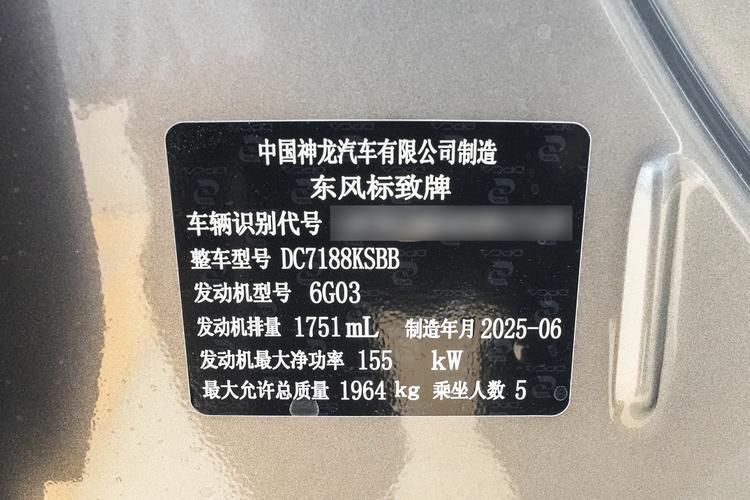 中国神龙汽车有限公司制造
东风标致牌
车辆识别代号
整车型号 DC7188KSBB
发动机型号 6G03
发动机排量 1751 mL 制造年月 2025-06
发动机最大净功率 155 kW
最大允许总质量 1964 kg 乘坐人数 5